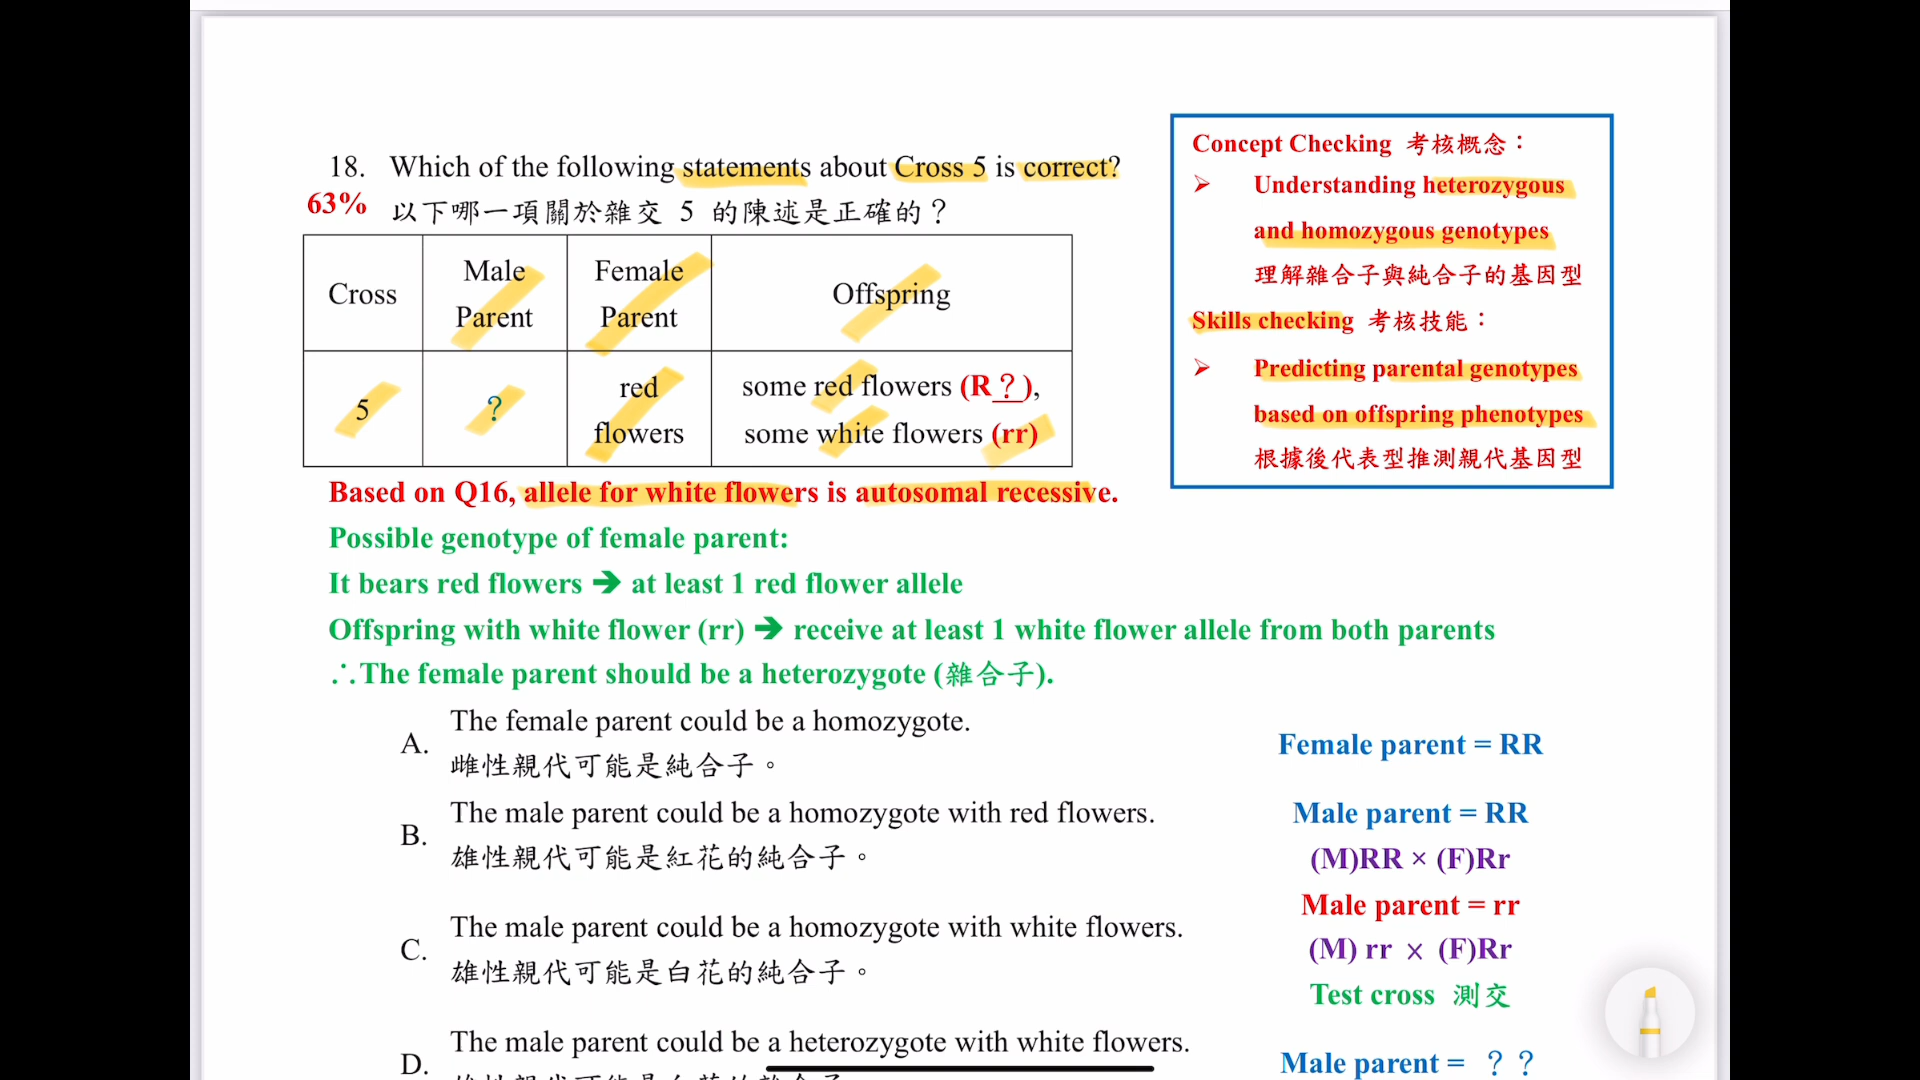 18. Which of the following statements about Cross 5 is correct?
63% 以下哪一項關於雜交 5 的陳述是正確的？
Cross
Male
Parent
Female
Parent
Offspring
5
?
red
flowers
some red flowers (R ? ),
some white flowers (rr)
Concept Checking 考核概念：
➢ Understanding heterozygous
and homozygous genotypes
理解雜合子與純合子的基因型
Skills checking 考核技能：
➢ Predicting parental genotypes
based on offspring phenotypes
根據後代表型推測親代基因型
Based on Q16, allele for white flowers is autosomal recessive.
Possible genotype of female parent:
It bears red flowers ➔ at least 1 red flower allele
Offspring with white flower (rr) ➔ receive at least 1 white flower allele from both parents
∴The female parent should be a heterozygote (雜合子).
A. The female parent could be a homozygote.
雌性親代可能是純合子。
Female parent = RR
B. The male parent could be a homozygote with red flowers.
雄性親代可能是紅花的純合子。
Male parent = RR
(M)RR × (F)Rr
C. The male parent could be a homozygote with white flowers.
雄性親代可能是白花的純合子。
Male parent = rr
(M) rr × (F)Rr
Test cross 測交
D. The male parent could be a heterozygote with white flowers.
Male parent = ？？